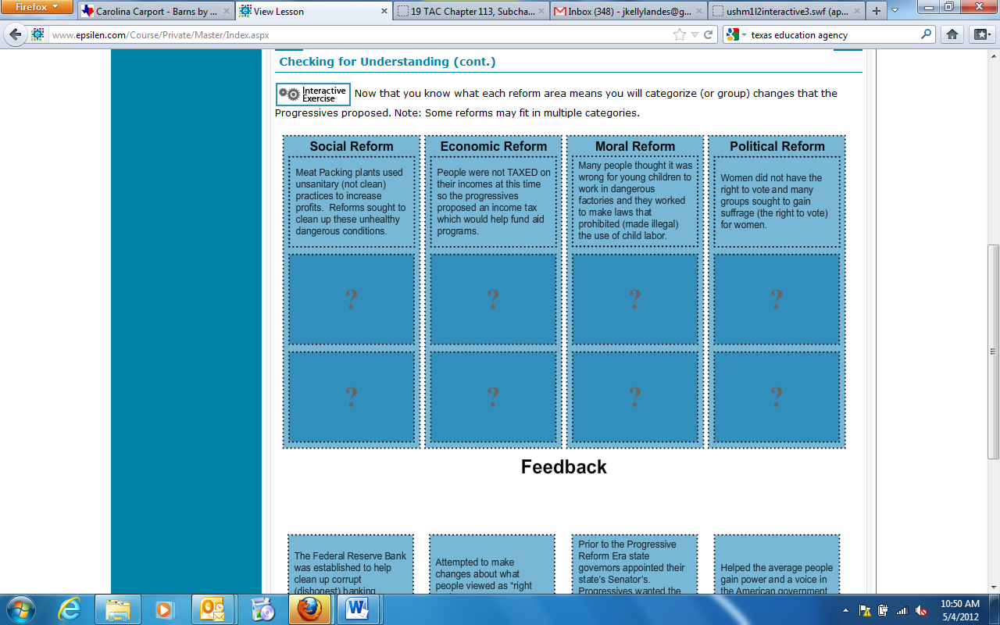 Firefox
Carolina Carport - Barns by ...
View Lesson
19 TAC Chapter 113, Subcha...
Inbox (348) - jkellylandes@g...
ushm1l2interactive3.swf (ap...
www.epsilen.com/Course/Private/Master/Index.aspx
texas education agency
Checking for Understanding (cont.)
Interactive
Exercise
Now that you know what each reform area means you will categorize (or group) changes that the
Progressives proposed. Note: Some reforms may fit in multiple categories.
Social Reform
Meat Packing plants used
unsanitary (not clean)
practices to increase
profits. Reforms sought to
clean up these unhealthy
dangerous conditions.
?
?
Economic Reform
People were not TAXED on
their incomes at this time
so the progressives
proposed an income tax
which would help fund aid
programs.
?
?
Moral Reform
Many people thought it was
wrong for young children to
work in dangerous
factories and they worked
to make laws that
prohibited (made illegal)
the use of child labor.
?
?
Political Reform
Women did not have the
right to vote and many
groups sought to gain
suffrage (the right to vote)
for women.
?
?
Feedback
The Federal Reserve Bank
was established to help
clean up corrupt
(dishonest) banking
Attempted to make
changes about what
people viewed as “right
Prior to the Progressive
Reform Era state
governors appointed their
state’s Senator’s.
Progressives wanted the
Helped the average people
gain power and a voice in
the American government
10:50 AM
5/4/2012